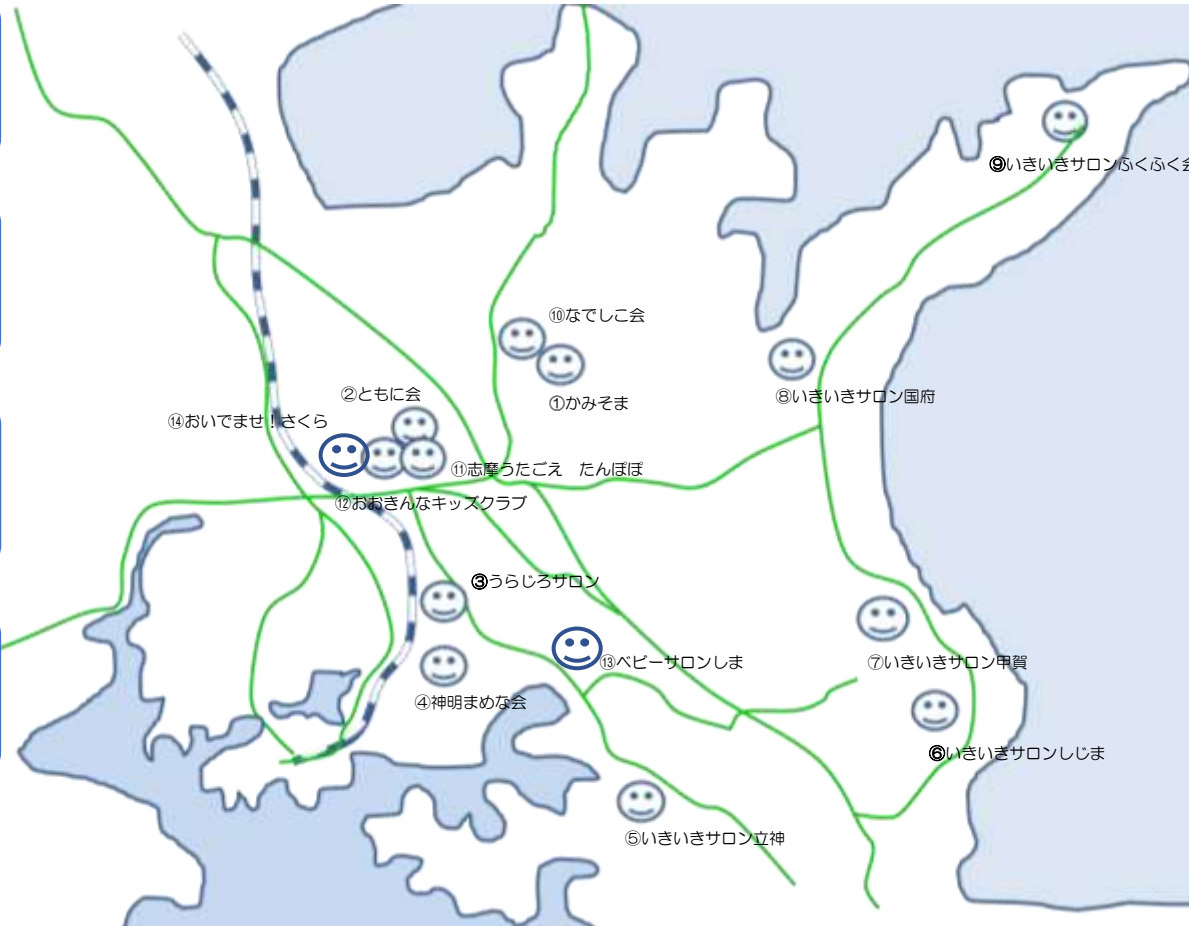 ⑨いきいきサロンふくふく会
⑩なでしこ会
②ともに会
①かみそま
⑧いきいきサロン国府
⑭おいでませ！さくら
⑪志摩うたごえ　たんぽぽ
⑫おおきんなキッズクラブ
③うらじろサロン
⑬ベビーサロンしま
⑦いきいきサロン甲賀
④神明まめな会
⑥いきいきサロンしじま
⑤いきいきサロン立神